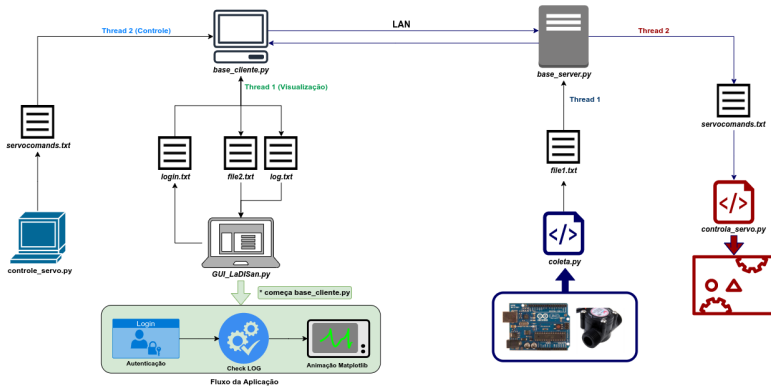 LAN
Thread 2 (Controle)
Thread 2
base_cliente.py
base_server.py
Thread 1 (Visualização)
Thread 1
servocomands.txt
login.txt
file2.txt
log.txt
file1.txt
servocomands.txt
controle_servo.py
GUI_LaDISan.py
coleta.py
controla_servo.py
* começa base_cliente.py
Login
Autenticação
Check LOG
Animação Matplotlib
Fluxo da Aplicação